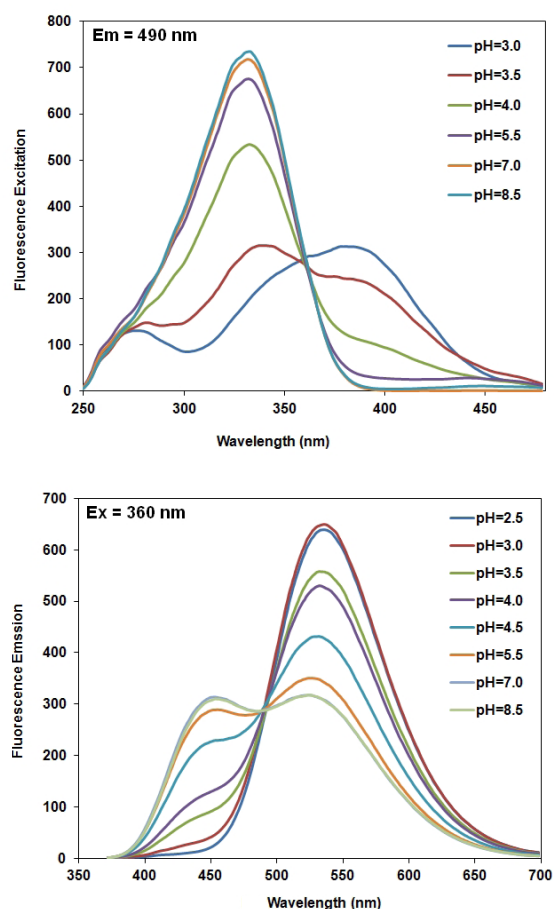 Em = 490 nm
800
700
600
500
400
300
200
100
0
Fluorescence Excitation
pH=3.0
pH=3.5
pH=4.0
pH=5.5
pH=7.0
pH=8.5
250 300 350 400 450
Wavelength (nm)
Ex = 360 nm
700
600
500
400
300
200
100
0
Fluorescence Emssion
pH=2.5
pH=3.0
pH=3.5
pH=4.0
pH=4.5
pH=5.5
pH=7.0
pH=8.5
350 400 450 500 550 600 650 700
Wavelength (nm)